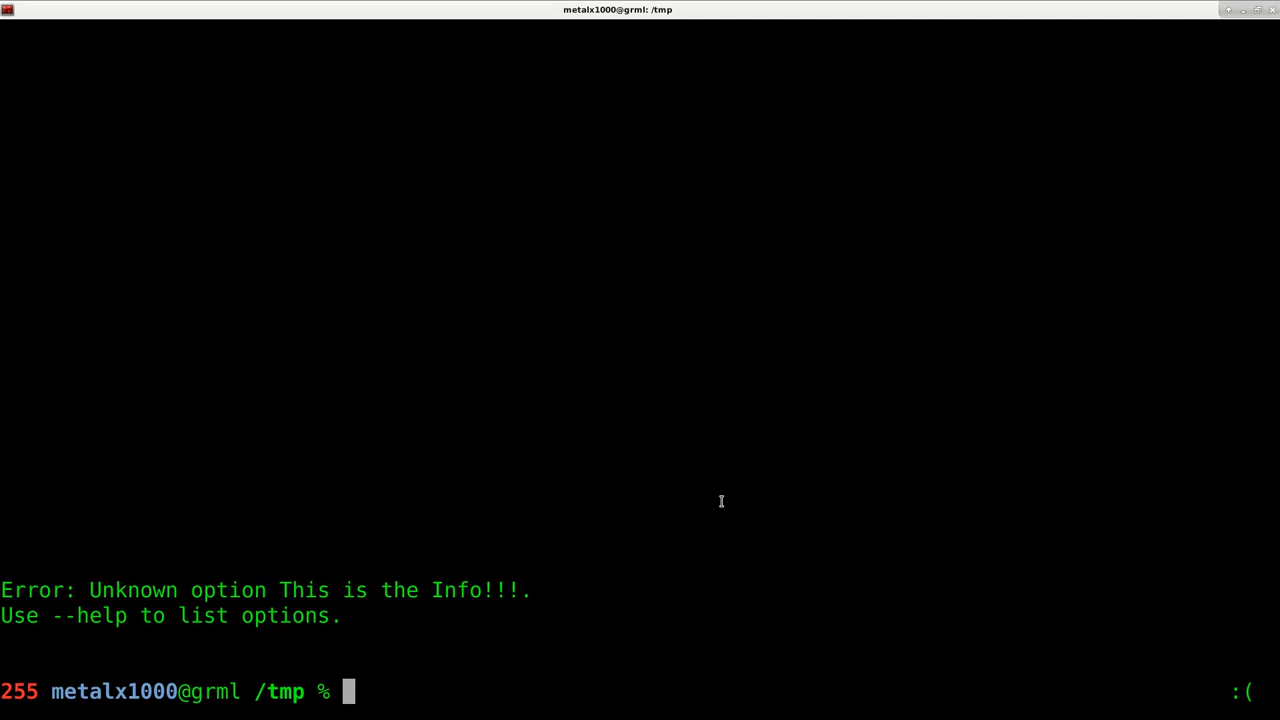 metalx1000@grml: /tmp
Error: Unknown option This is the Info!!!.
Use --help to list options.
255 metalx1000@grml /tmp % :(